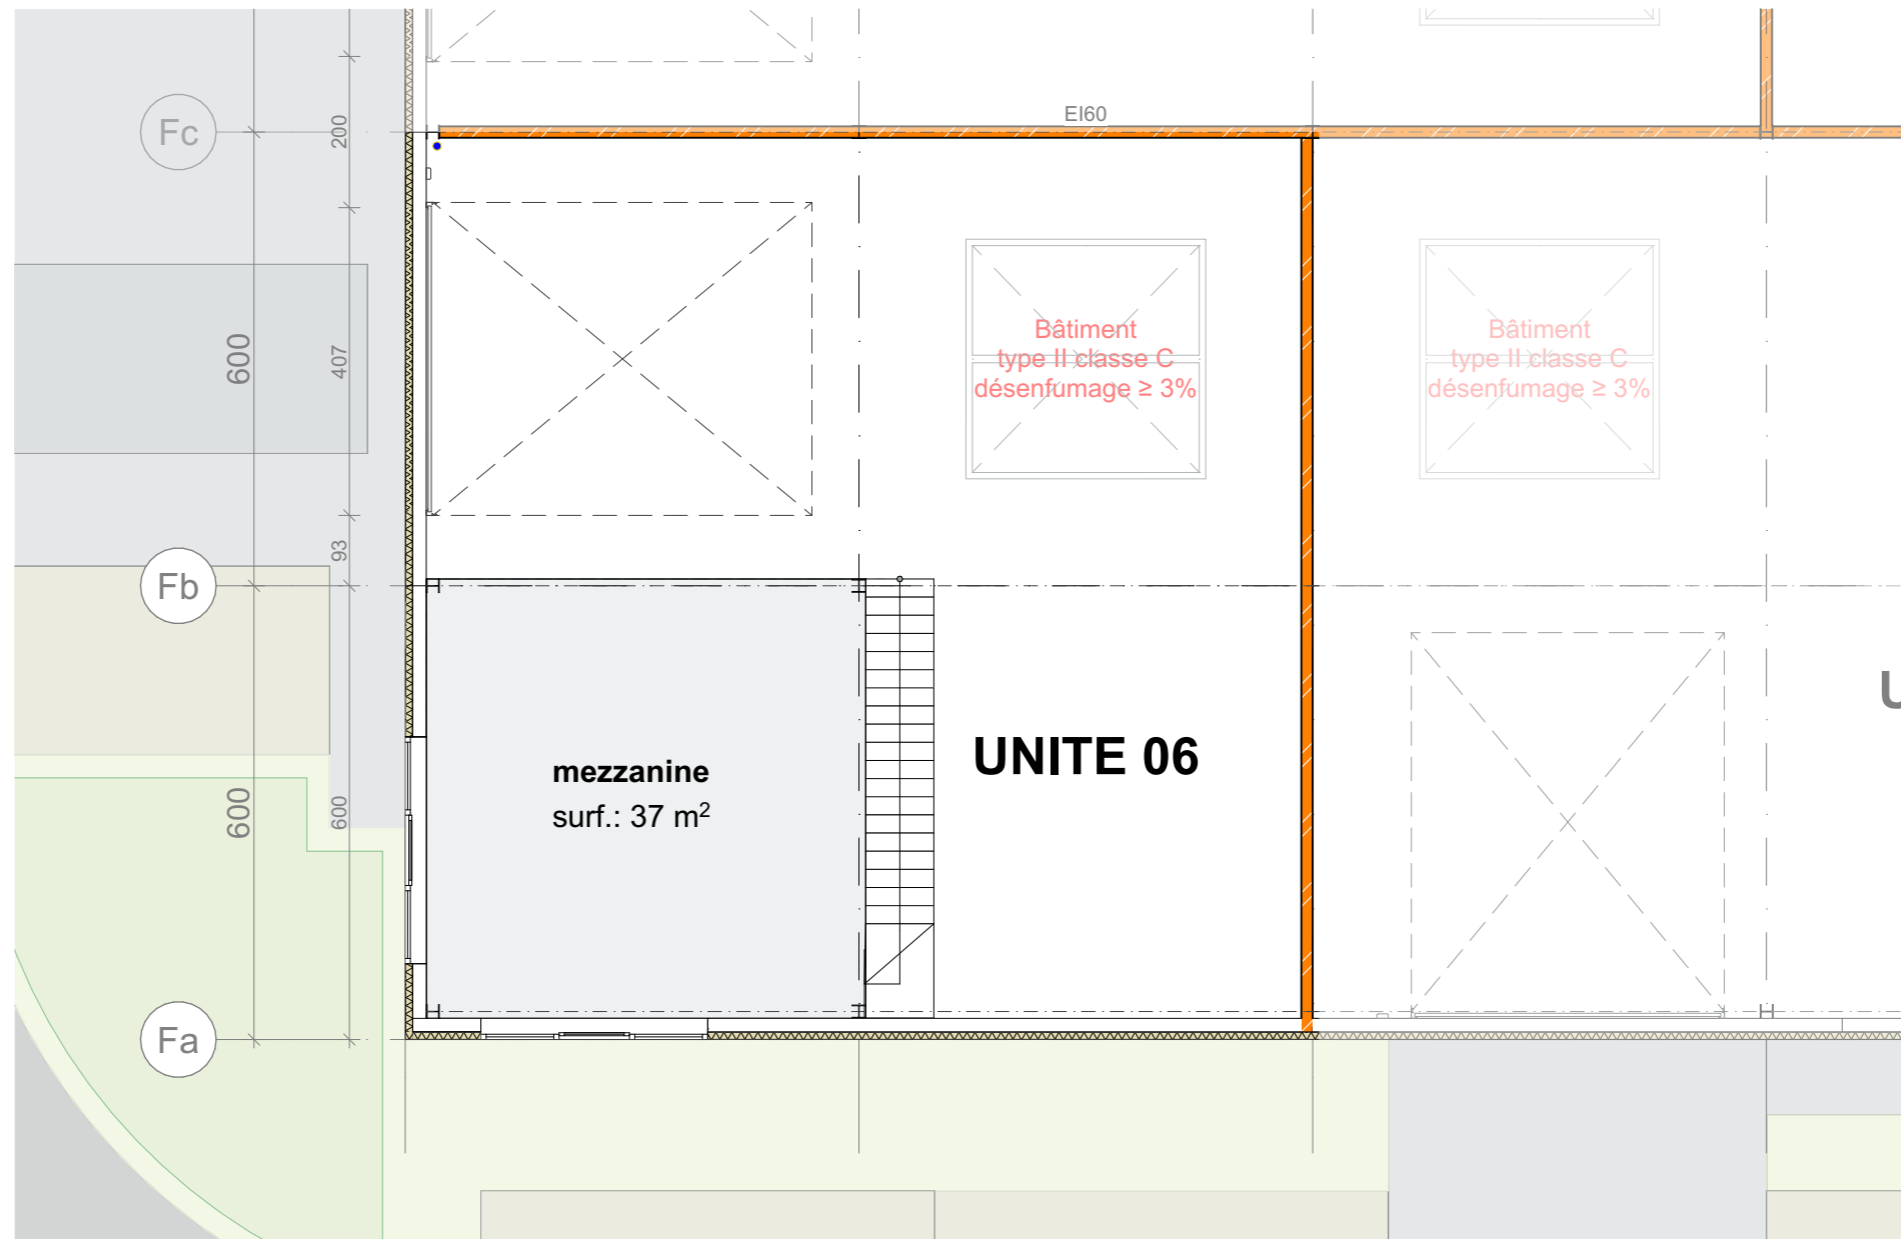 Fc
200
EI60
600
407
Bâtiment
type II classe C
désenfumage ≥ 3%
Bâtiment
type II classe C
désenfumage ≥ 3%
93
Fb
600
600
mezzanine
surf.: 37 m²
UNITE 06
U
Fa